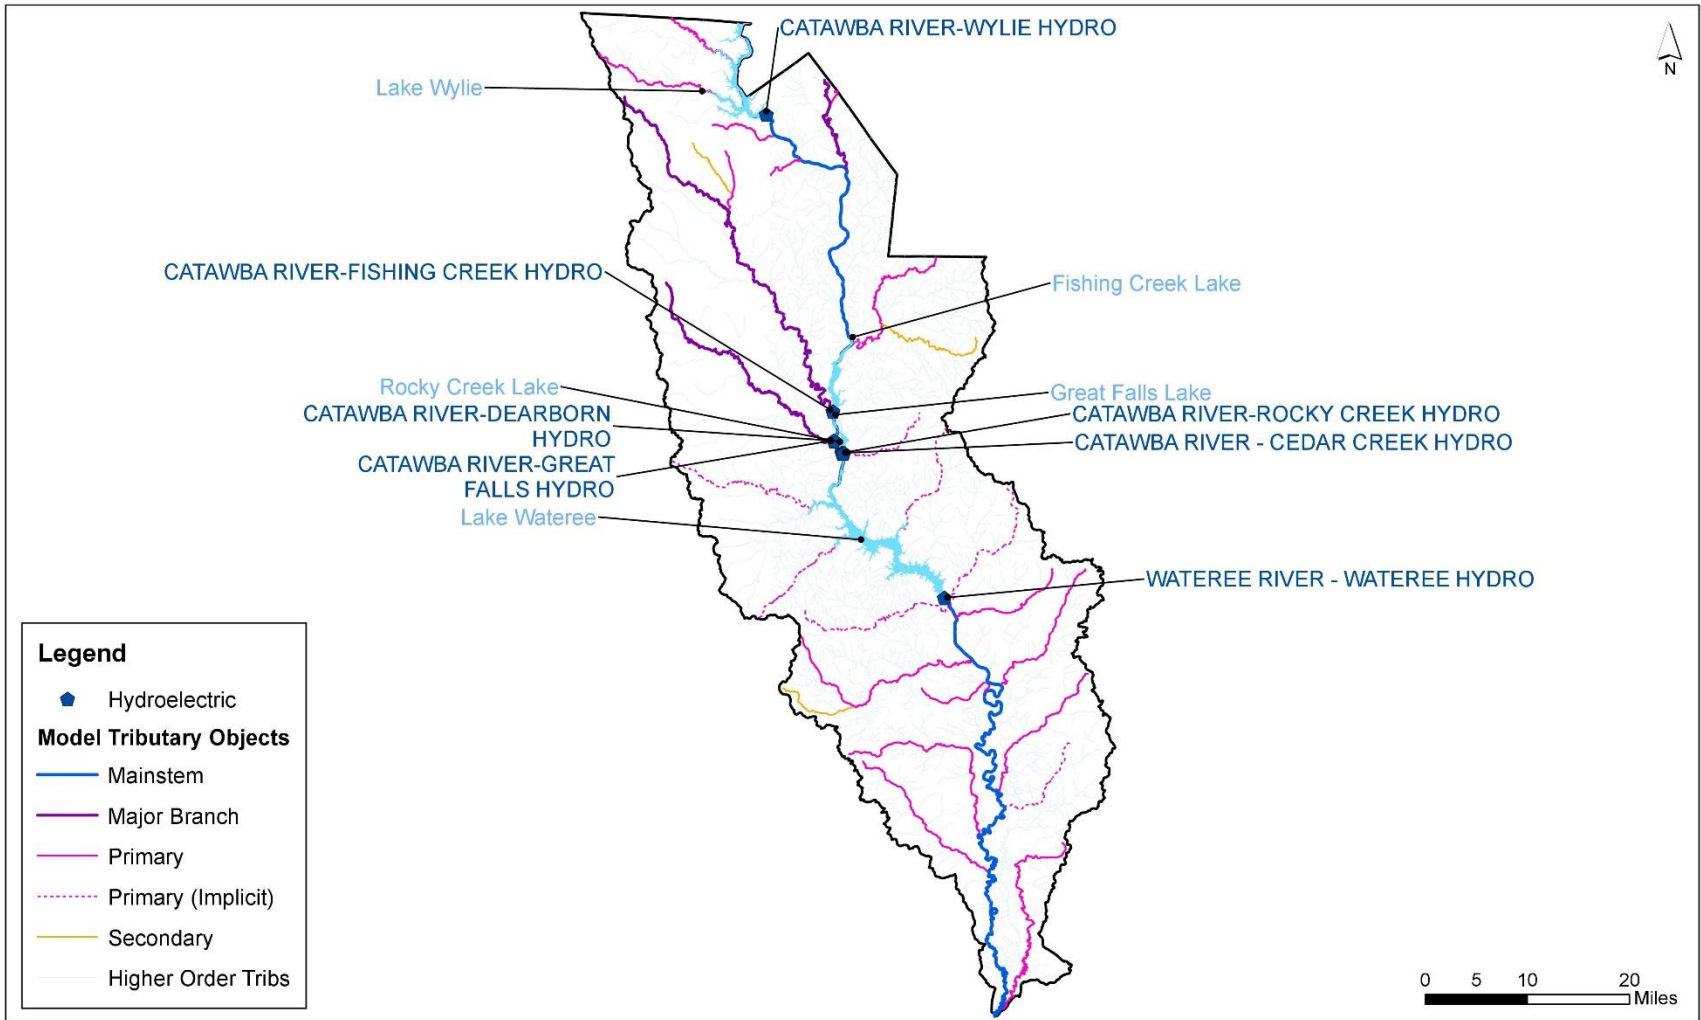 CATAWBA RIVER-WYLIE HYDRO
N
Lake Wylie
CATAWBA RIVER-FISHING CREEK HYDRO
Fishing Creek Lake
Rocky Creek Lake
Great Falls Lake
CATAWBA RIVER-DEARBORN
HYDRO
CATAWBA RIVER-ROCKY CREEK HYDRO
CATAWBA RIVER - CEDAR CREEK HYDRO
CATAWBA RIVER-GREAT
FALLS HYDRO
Lake Wateree
WATEREE RIVER - WATEREE HYDRO
Legend
Hydroelectric
Model Tributary Objects
Mainstem
Major Branch
Primary
Primary (Implicit)
Secondary
Higher Order Tribs
0 5 10 20
Miles